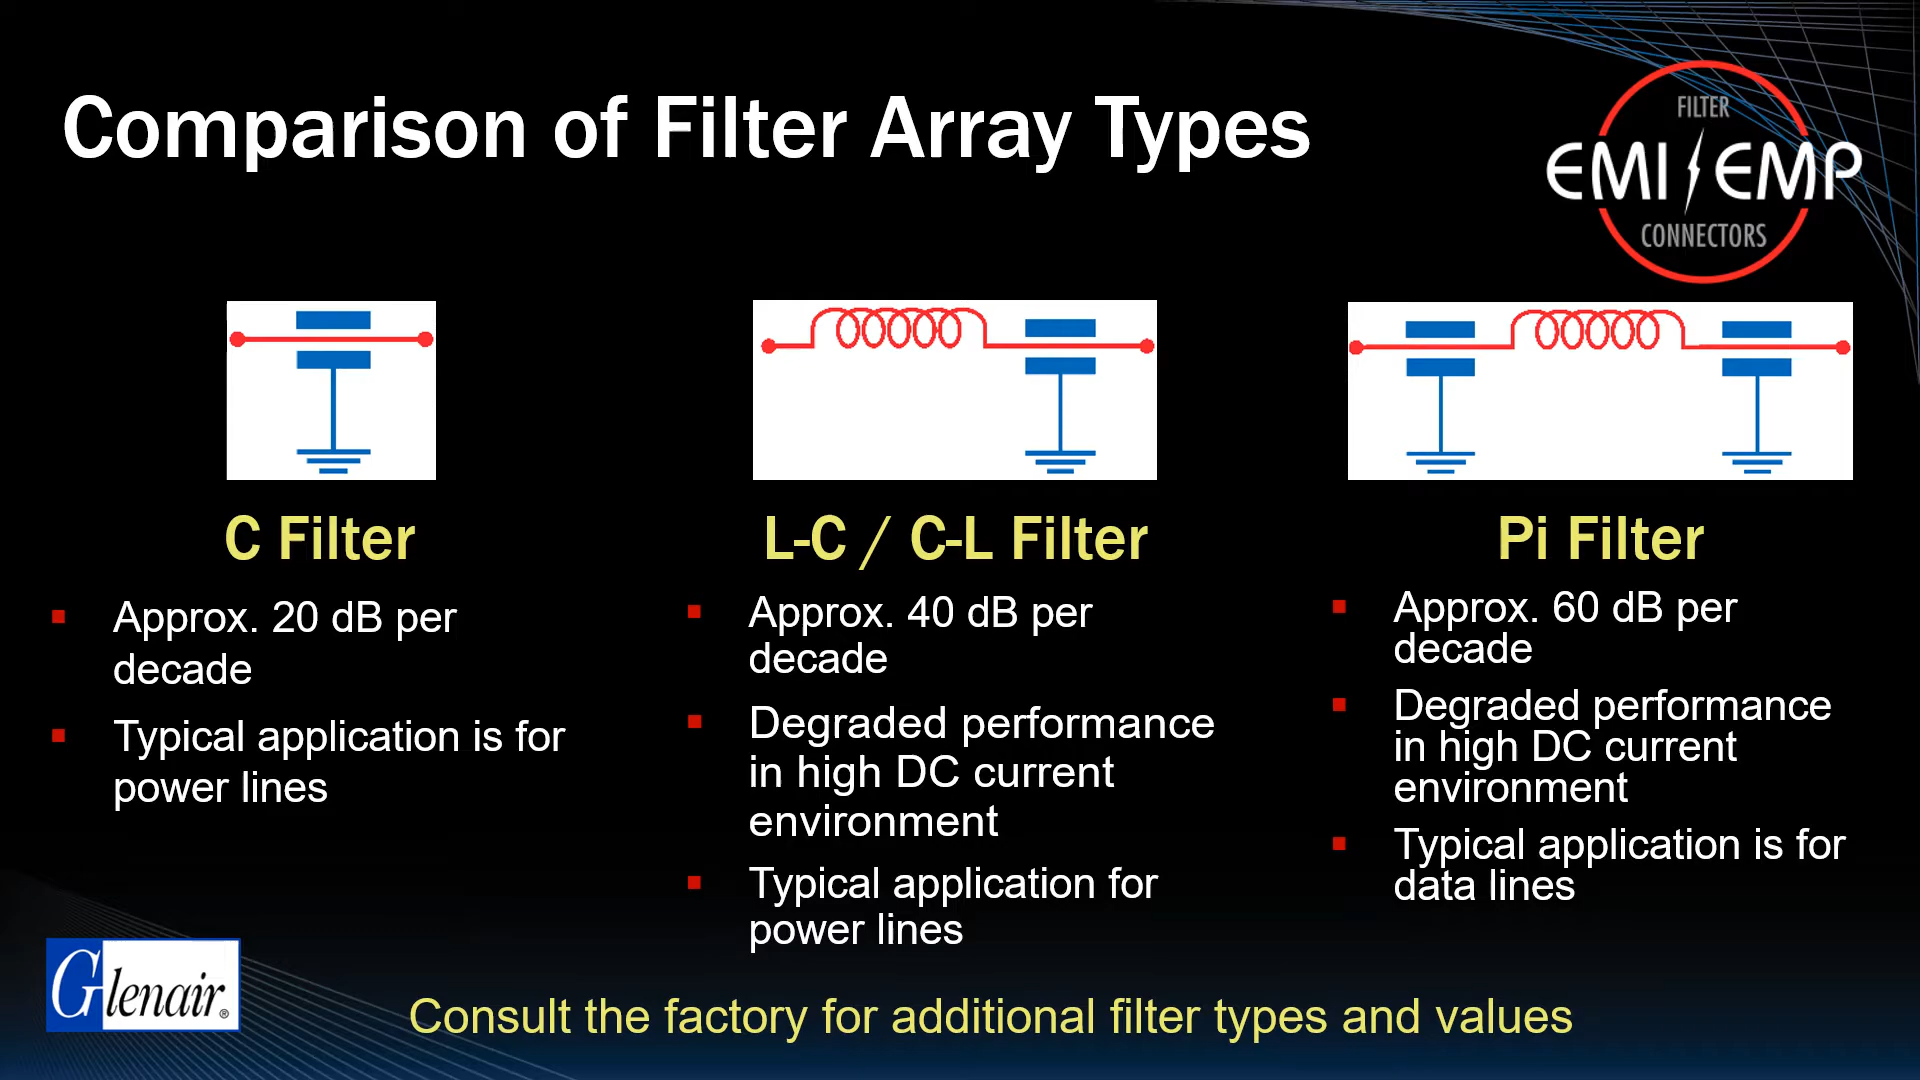 Comparison of Filter Array Types
FILTER
EMI EMP
CONNECTORS
C Filter
Approx. 20 dB per
decade
Typical application is for
power lines
L-C / C-L Filter
Approx. 40 dB per
decade
Degraded performance
in high DC current
environment
Typical application for
power lines
Pi Filter
Approx. 60 dB per
decade
Degraded performance
in high DC current
environment
Typical application is for
data lines
Glenair®
Consult the factory for additional filter types and values